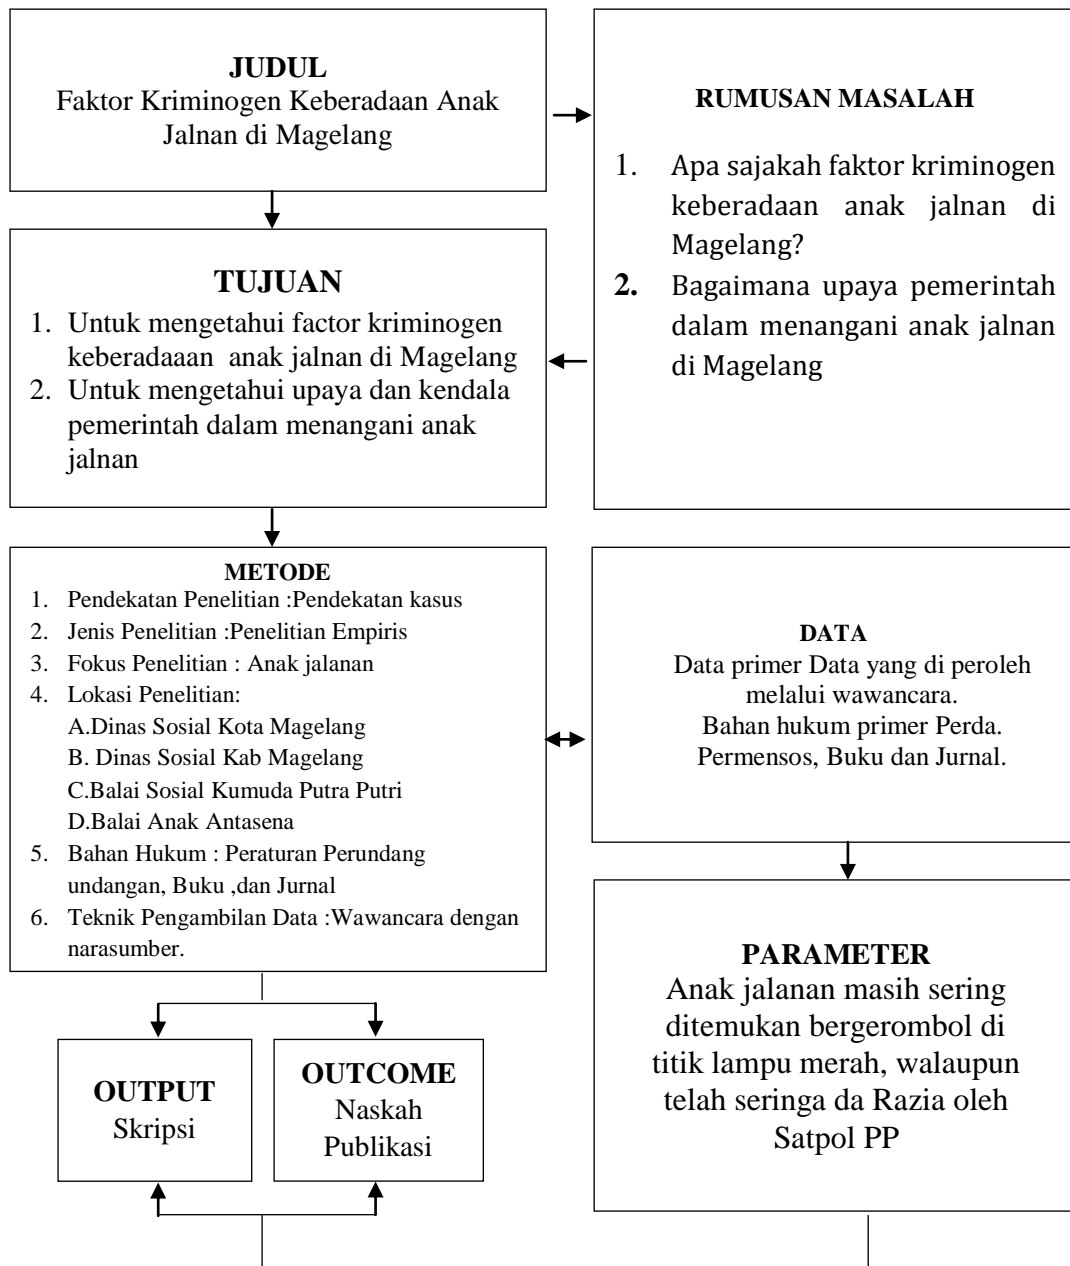 JUDUL
Faktor Kriminogen Keberadaan Anak
Jalnan di Magelang
RUMUSAN MASALAH
1. Apa sajakah faktor kriminogen
keberadaan anak jalnan di
Magelang?
2. Bagaimana upaya pemerintah
dalam menangani anak jalnan
di Magelang
TUJUAN
1. Untuk mengetahui factor kriminogen
keberadaaan anak jalnan di Magelang
2. Untuk mengetahui upaya dan kendala
pemerintah dalam menangani anak
jalnan
METODE
1. Pendekatan Penelitian :Pendekatan kasus
2. Jenis Penelitian :Penelitian Empiris
3. Fokus Penelitian : Anak jalanan
4. Lokasi Penelitian:
A.Dinas Sosial Kota Magelang
B. Dinas Sosial Kab Magelang
C.Balai Sosial Kumuda Putra Putri
D.Balai Anak Antasena
5. Bahan Hukum : Peraturan Perundang
undangan, Buku ,dan Jurnal
6. Teknik Pengambilan Data :Wawancara dengan
narasumber.
DATA
Data primer Data yang di peroleh
melalui wawancara.
Bahan hukum primer Perda.
Permensos, Buku dan Jurnal.
PARAMETER
Anak jalanan masih sering
ditemukan bergerombol di
titik lampu merah, walaupun
telah seringa da Razia oleh
Satpol PP
OUTPUT
Skripsi
OUTCOME
Naskah
Publikasi